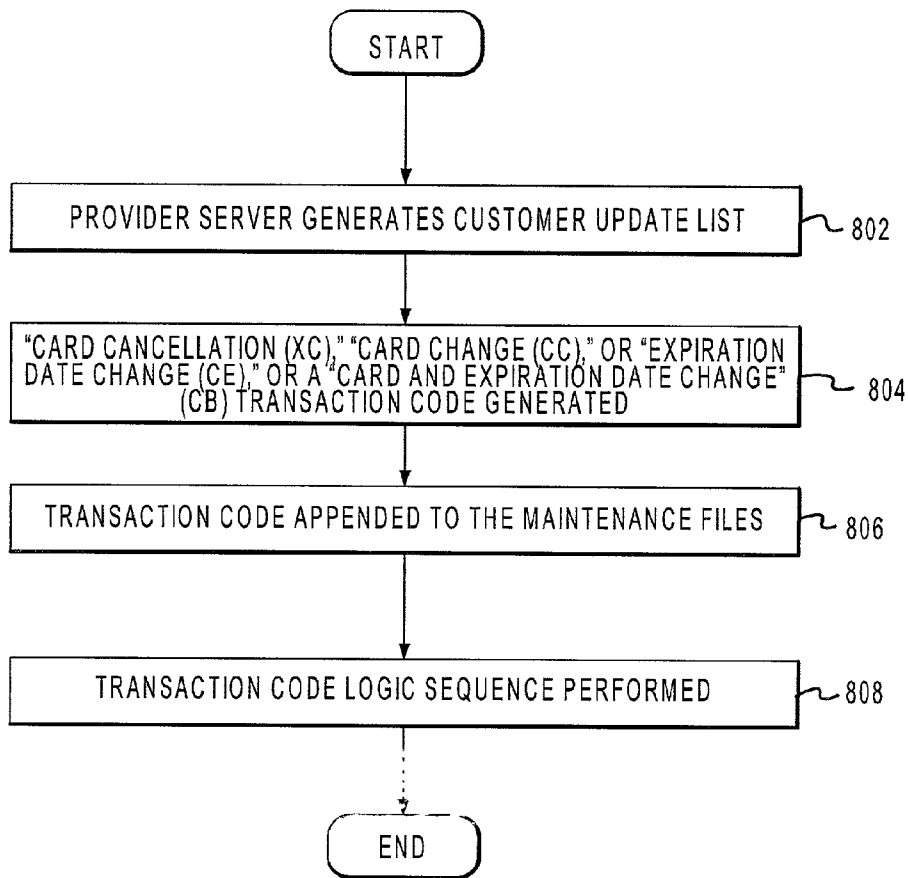 START
PROVIDER SERVER GENERATES CUSTOMER UPDATE LIST
802
“CARD CANCELLATION (XC),” “CARD CHANGE (CC),” OR “EXPIRATION
DATE CHANGE (CE),” OR A “CARD AND EXPIRATION DATE CHANGE”
(CB) TRANSACTION CODE GENERATED
804
TRANSACTION CODE APPENDED TO THE MAINTENANCE FILES
806
TRANSACTION CODE LOGIC SEQUENCE PERFORMED
808
END